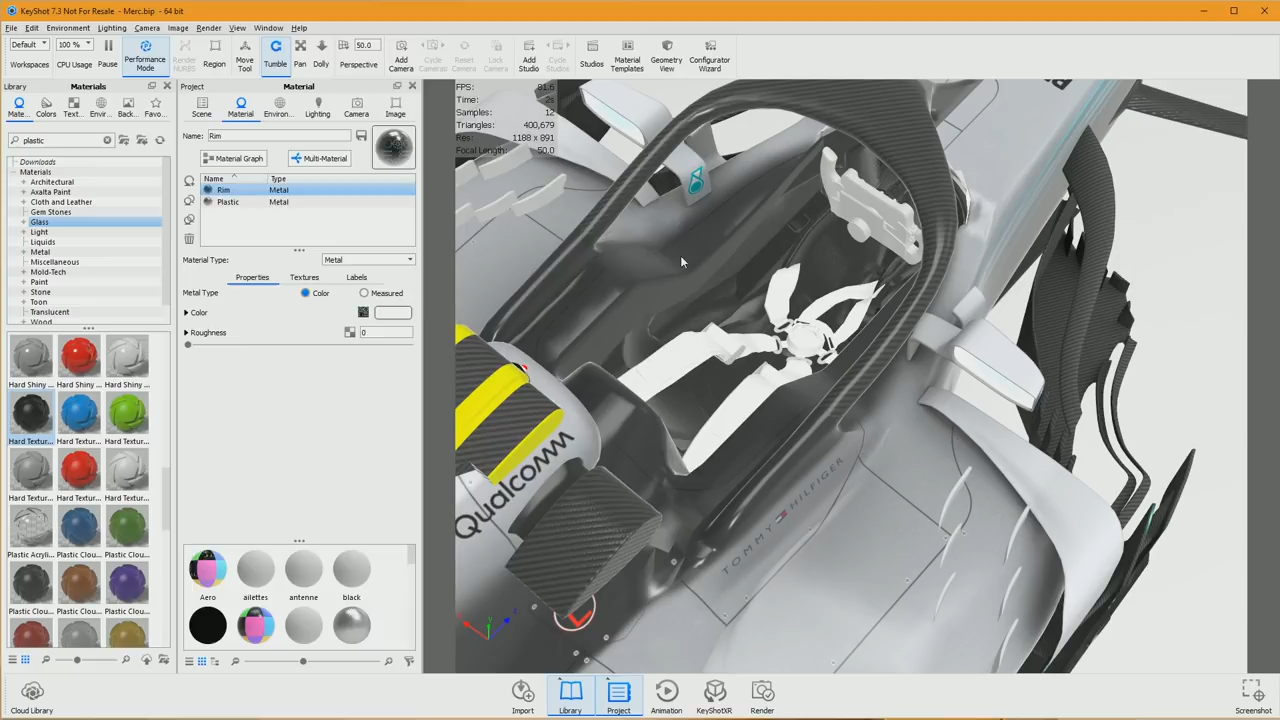 KeyShot 7.3 Not For Resale - Merc.bip - 64 bit
File Edit Environment Lighting Camera Image Render View Window Help
Default 100 % 50.0
Workspaces CPU Usage Pause Performance Mode Render NURBS Region Move Tool Tumble Pan Dolly Perspective Add Camera Cycle Cameras Reset Camera Lock Camera Add Studio Cycle Studios Studios Material Templates Geometry View Configurator Wizard
Library Materials
Mate... Colors Text... Envir... Back... Favo...
plastic
Downloads
Materials
Architectural
Axalta Paint
Cloth and Leather
Gem Stones
Glass
Light
Liquids
Metal
Miscellaneous
Mold-Tech
Paint
Stone
Toon
Translucent
Wood
Hard Shiny ... Hard Shiny ... Hard Shiny ...
Hard Textur... Hard Textur... Hard Textur...
Hard Textur... Hard Textur... Hard Textur...
Plastic Acryli... Plastic Clou... Plastic Clou...
Plastic Clou... Plastic Clou... Plastic Clou...
Project Material
Scene Material Environ... Lighting Camera Image
Name: Rim
Material Graph Multi-Material
Name Type
Rim Metal
Plastic Metal
Material Type: Metal
Properties Textures Labels
Metal Type Color Measured
Color
Roughness 0
Aero ailettes antenne black
FPS: 81.6
Time: 2s
Samples: 12
Triangles: 400,679
Res: 1188 x 891
Focal Length: 50.0
Qualcomm
TOMMY HILFIGER
Cloud Library Import Library Project Animation KeyShotXR Render Screenshot